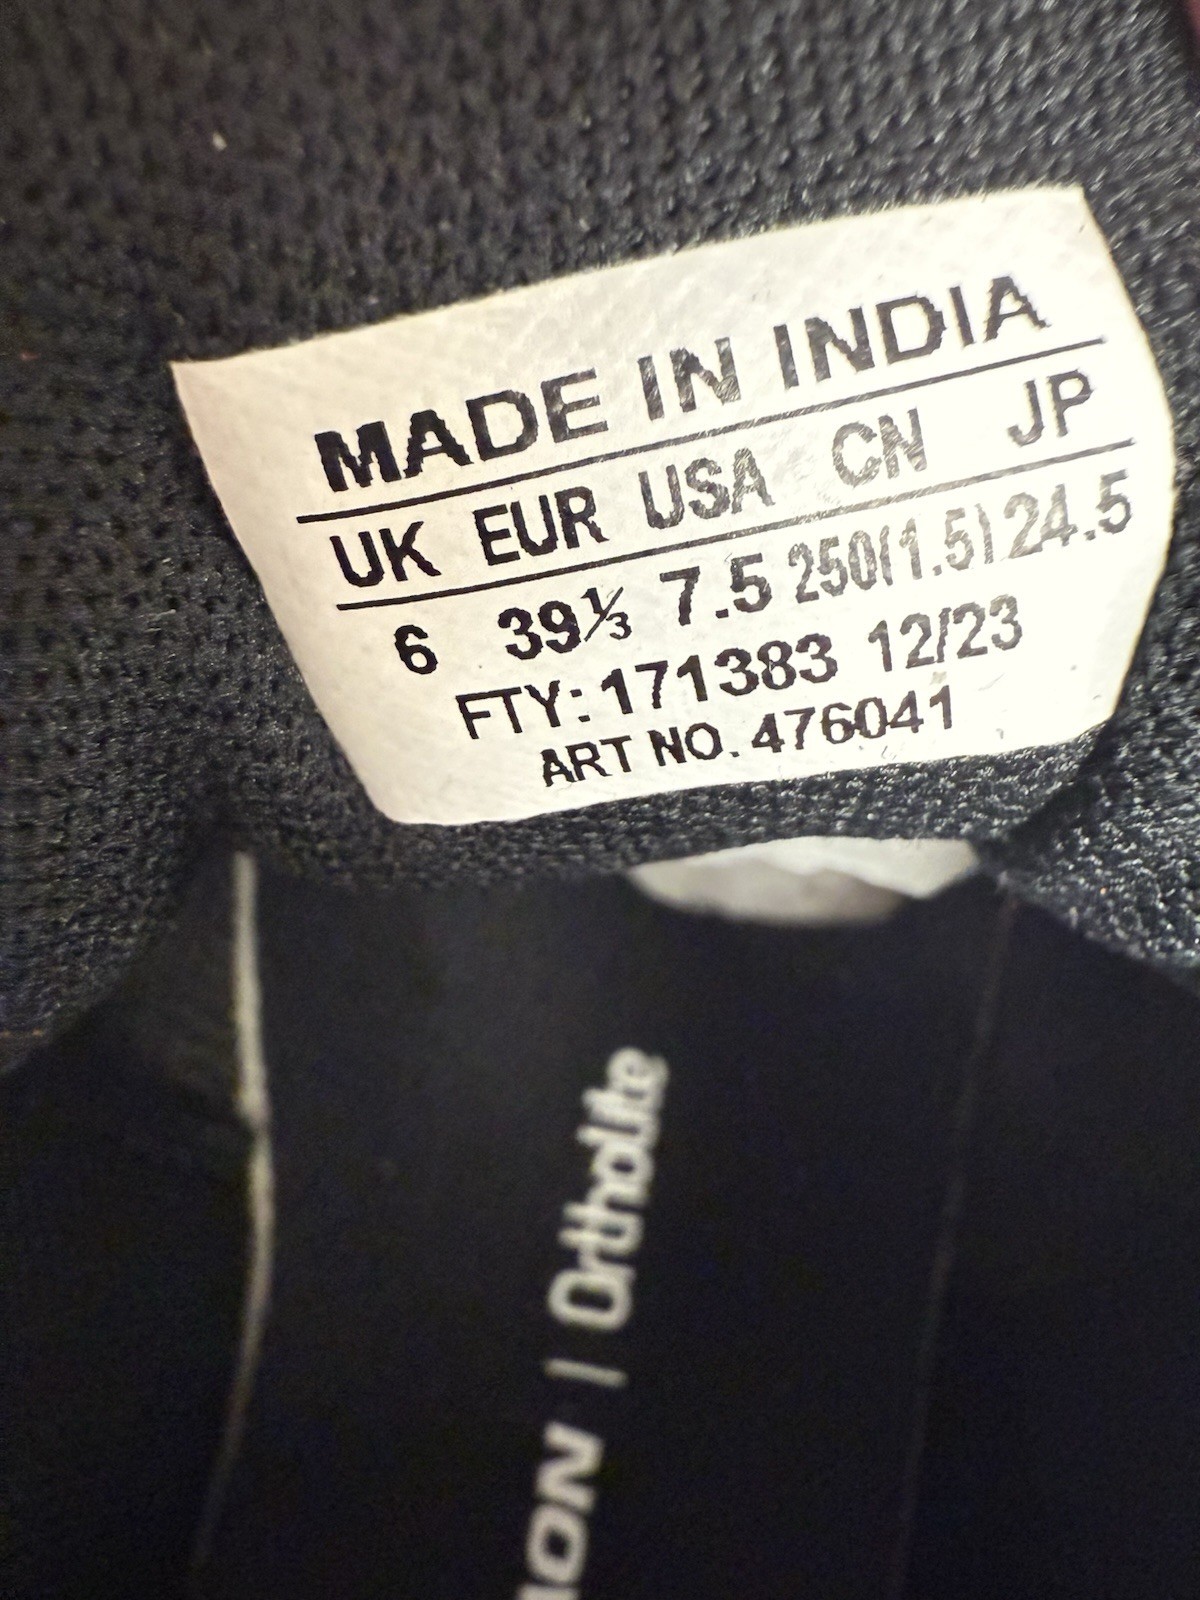 MADE IN INDIA
UK EUR USA CN JP
6 39⅓ 7.5 250(1.5) 24.5
FTY: 171383 12/23
ART NO. 476041
| Ortholite